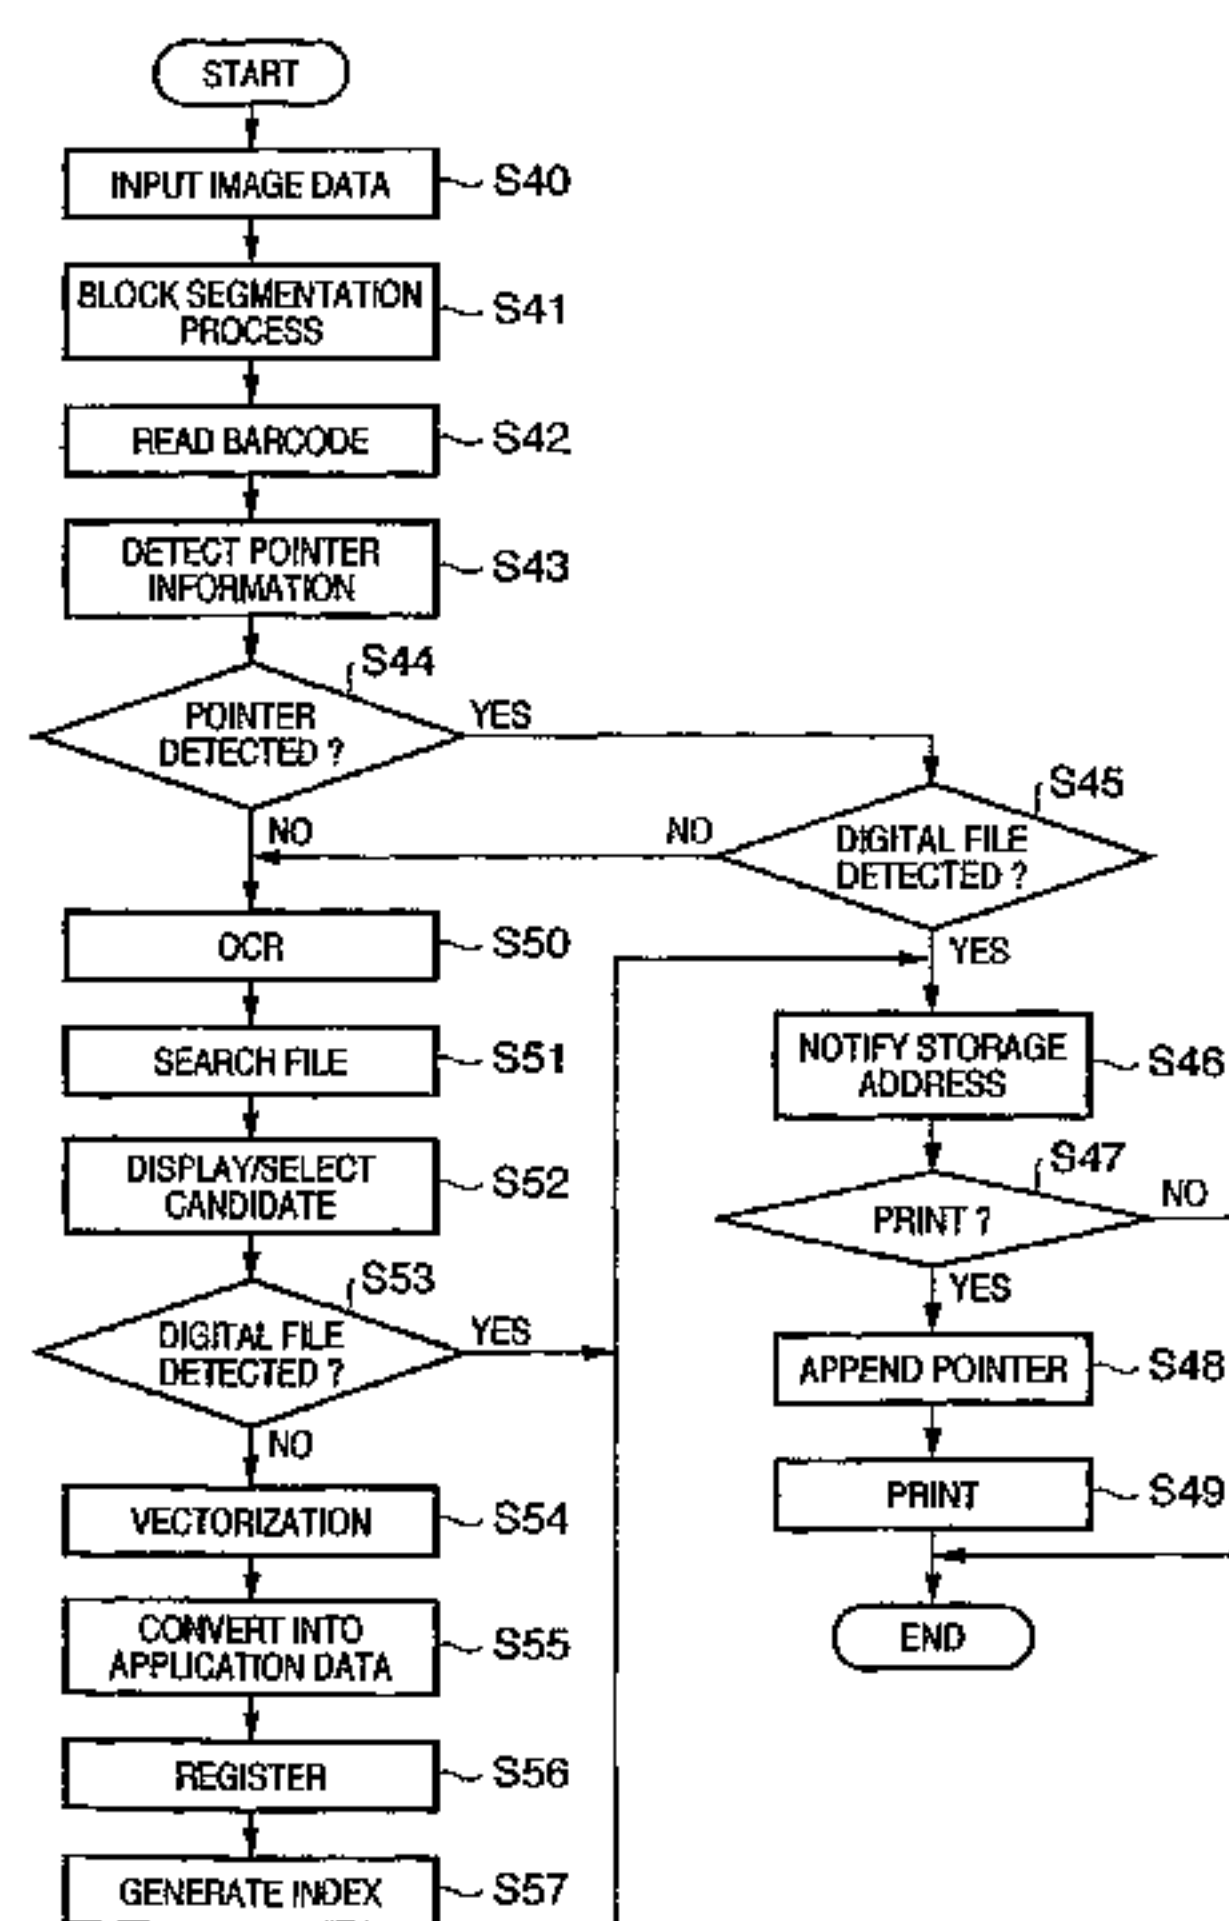 START
INPUT IMAGE DATA
S40
BLOCK SEGMENTATION
PROCESS
S41
READ BARCODE
S42
DETECT POINTER
INFORMATION
S43
S44
POINTER
DETECTED ?
YES
NO
S45
DIGITAL FILE
DETECTED ?
NO
YES
OCR
S50
SEARCH FILE
S51
DISPLAY/SELECT
CANDIDATE
S52
S53
DIGITAL FILE
DETECTED ?
YES
NO
VECTORIZATION
S54
CONVERT INTO
APPLICATION DATA
S55
REGISTER
S56
GENERATE INDEX
S57
NOTIFY STORAGE
ADDRESS
S46
S47
PRINT ?
NO
YES
APPEND POINTER
S48
PRINT
S49
END